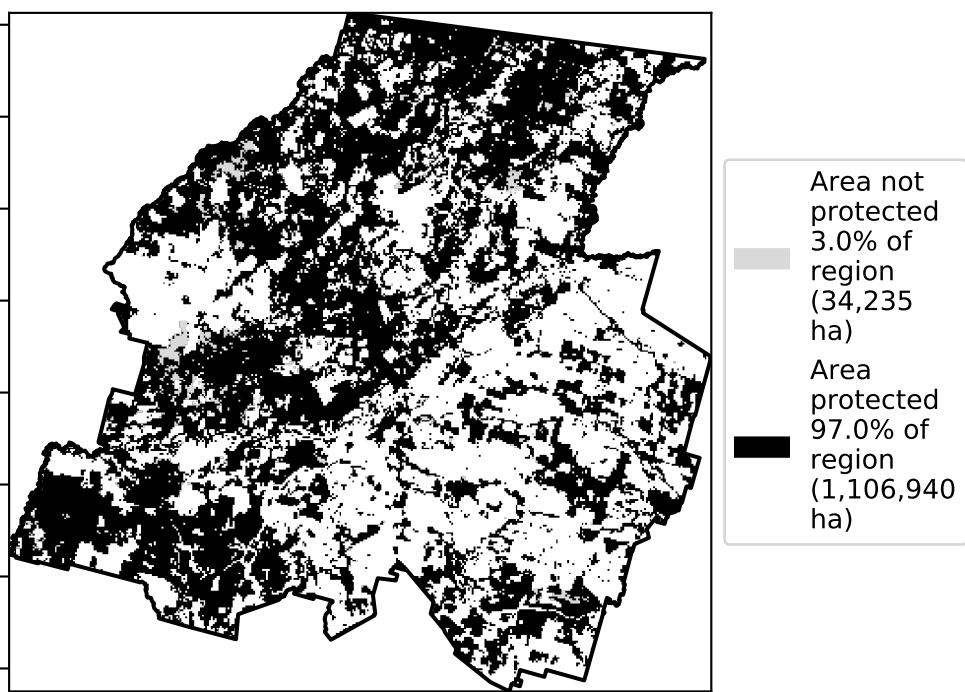 Area not
protected
3.0% of
region
(34,235
ha)
Area
protected
97.0% of
region
(1,106,940
ha)